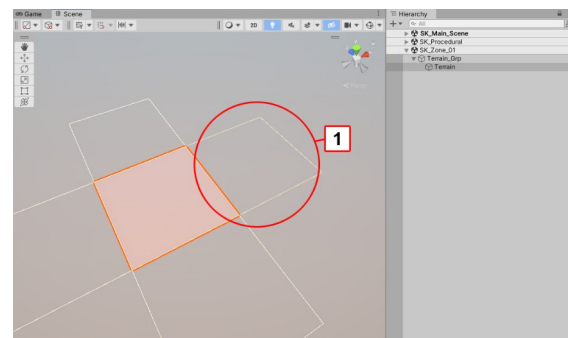 Game Scene
2D
Persp
1
Hierarchy
All
SK_Main_Scene
SK_Procedural
SK_Zone_01
Terrain_Grp
Terrain